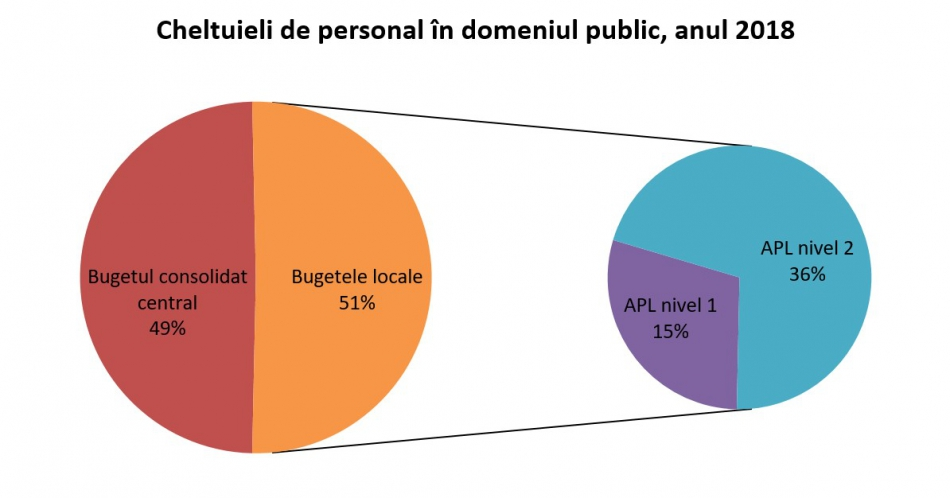 Cheltuieli de personal în domeniul public, anul 2018
Bugetul consolidat
central
49%
Bugetele locale
51%
APL nivel 2
36%
APL nivel 1
15%